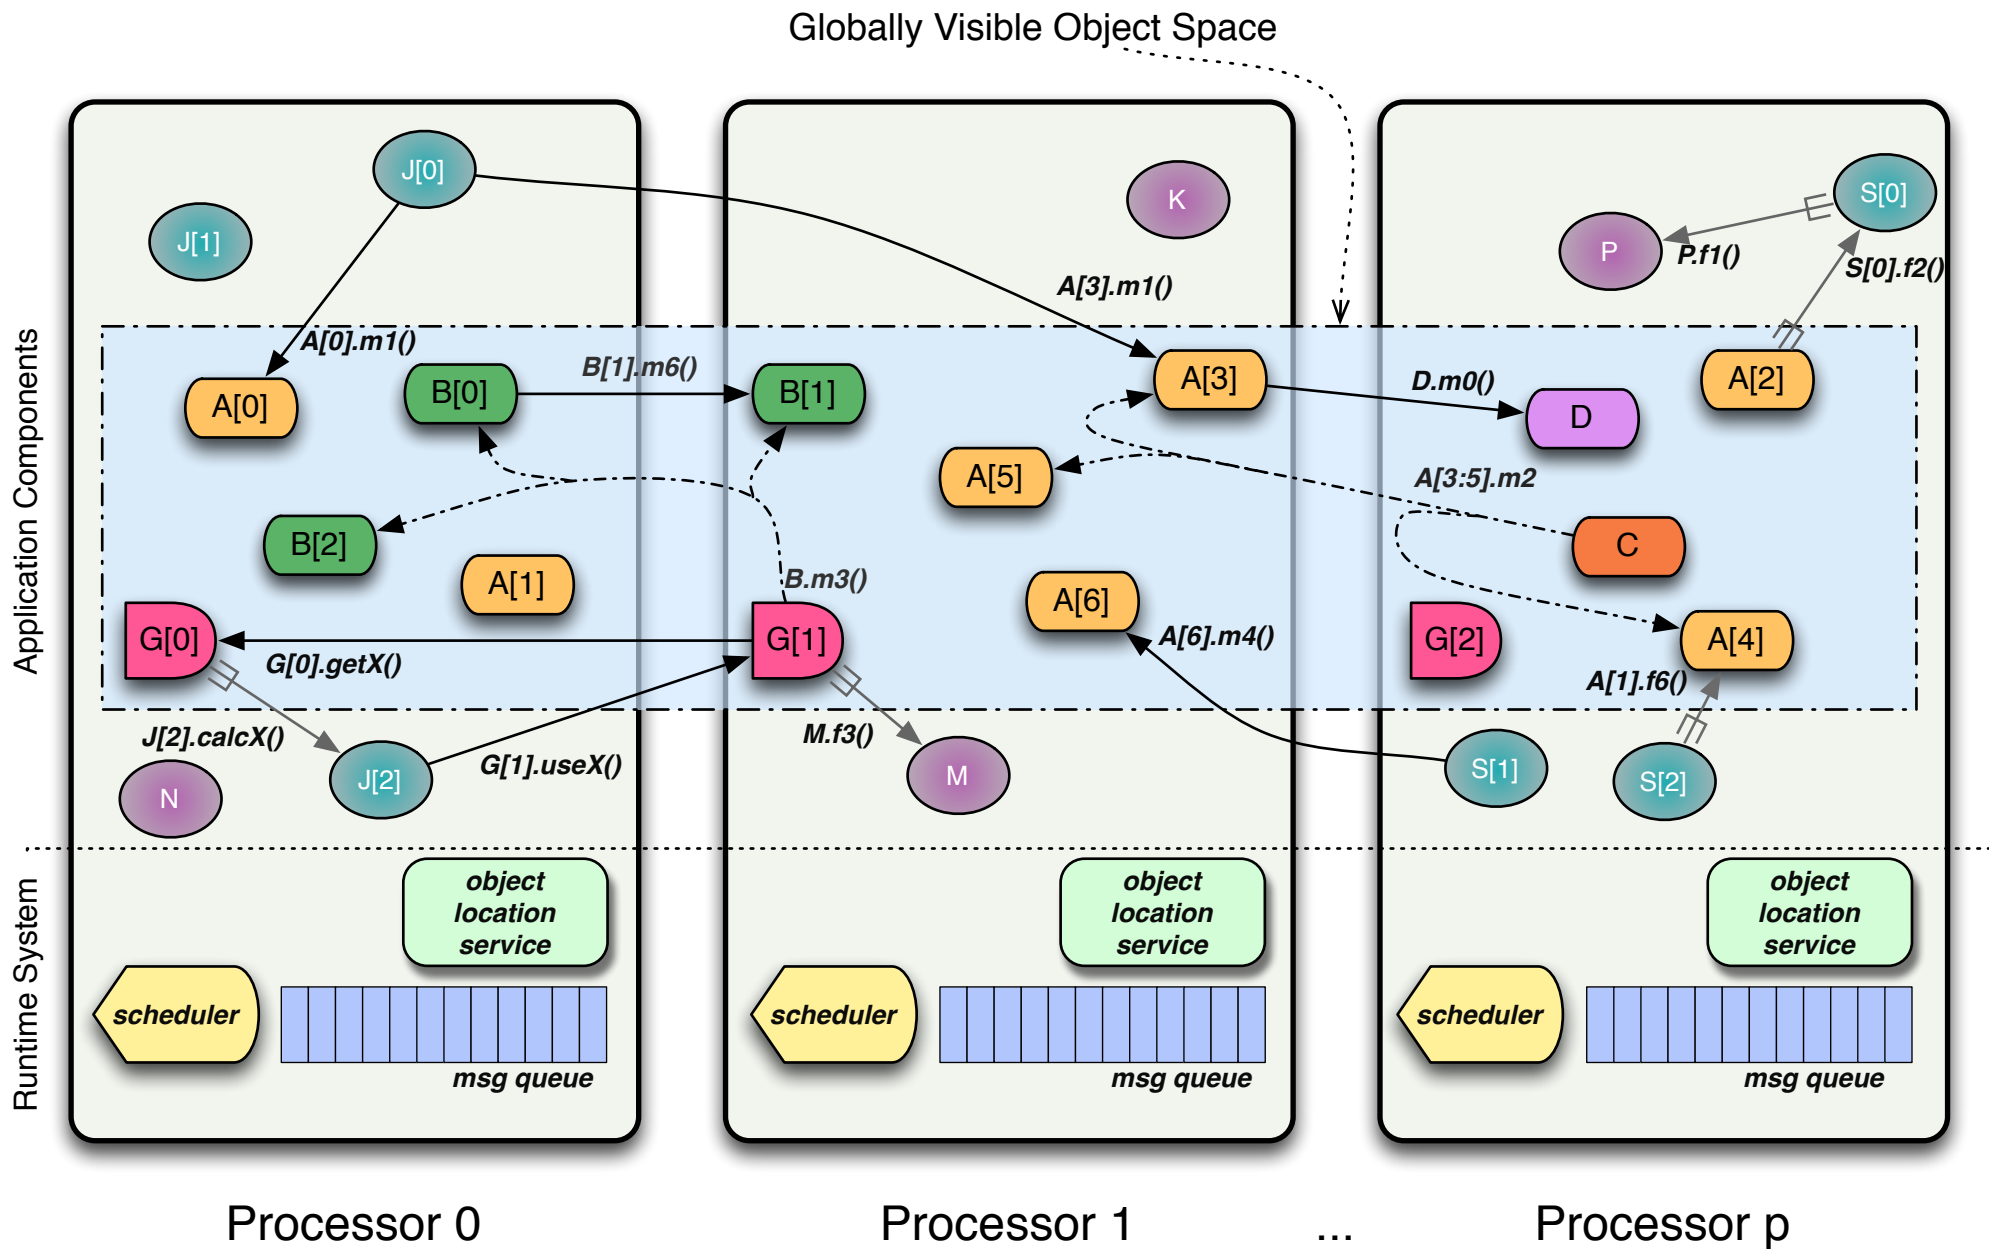 Globally Visible Object Space
Application Components
J[0]
J[1]
A[0].m1()
A[0]
B[0]
B[1].m6()
B[2]
A[1]
G[0]
G[0].getX()
J[2].calcX()
J[2]
G[1].useX()
N
K
A[3].m1()
B[1]
A[3]
A[5]
B.m3()
A[6]
G[1]
A[6].m4()
M.f3()
M
S[0]
P
P.f1()
S[0].f2()
D.m0()
A[2]
D
A[3:5].m2
C
G[2]
A[4]
A[1].f6()
S[1]
S[2]
Runtime System
object
location
service
scheduler
msg queue
object
location
service
scheduler
msg queue
object
location
service
scheduler
msg queue
Processor 0
Processor 1
...
Processor p